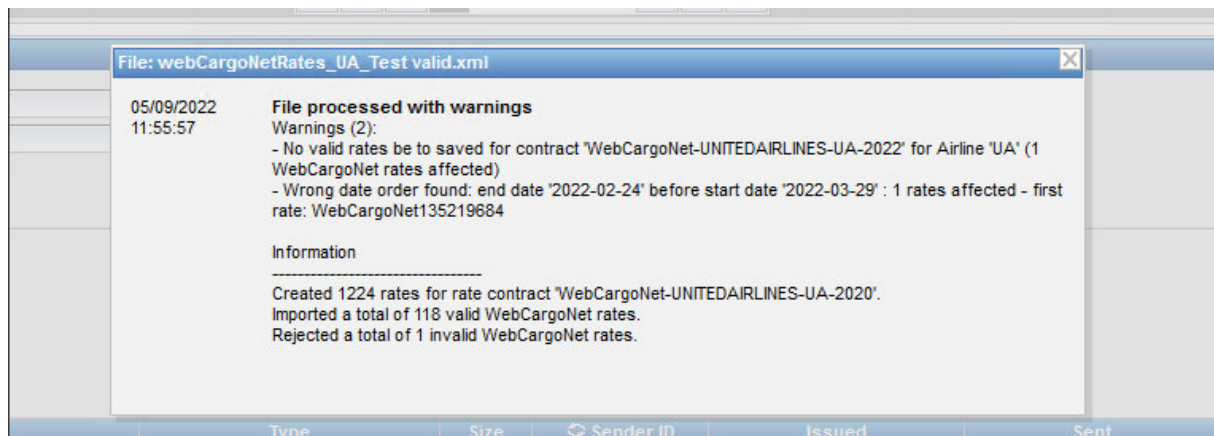 File: webCargoNetRates_UA_Test valid.xml
05/09/2022
11:55:57
File processed with warnings
Warnings (2):
- No valid rates be to saved for contract 'WebCargoNet-UNITEDAIRLINES-UA-2022' for Airline 'UA' (1
WebCargoNet rates affected)
- Wrong date order found: end date '2022-02-24' before start date '2022-03-29' : 1 rates affected - first
rate: WebCargoNet135219684
Information
---------------------------------
Created 1224 rates for rate contract 'WebCargoNet-UNITEDAIRLINES-UA-2020'.
Imported a total of 118 valid WebCargoNet rates.
Rejected a total of 1 invalid WebCargoNet rates.
Type Size Sender ID Issued Sent